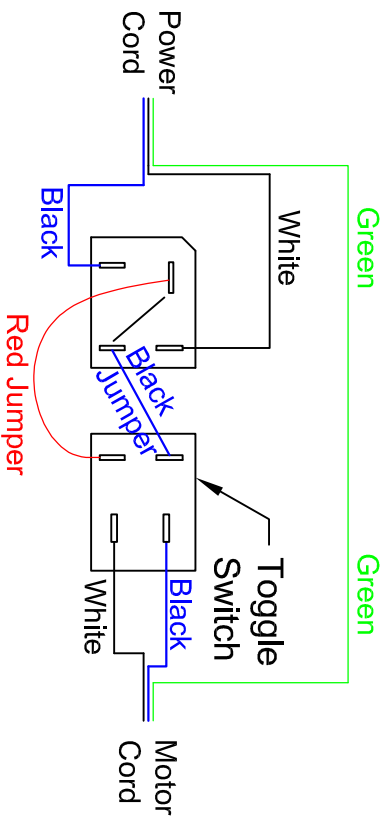 Power
Cord
Green
White
Black
Black
Jumper
Red Jumper
Toggle
Switch
Green
Black
White
Motor
Cord